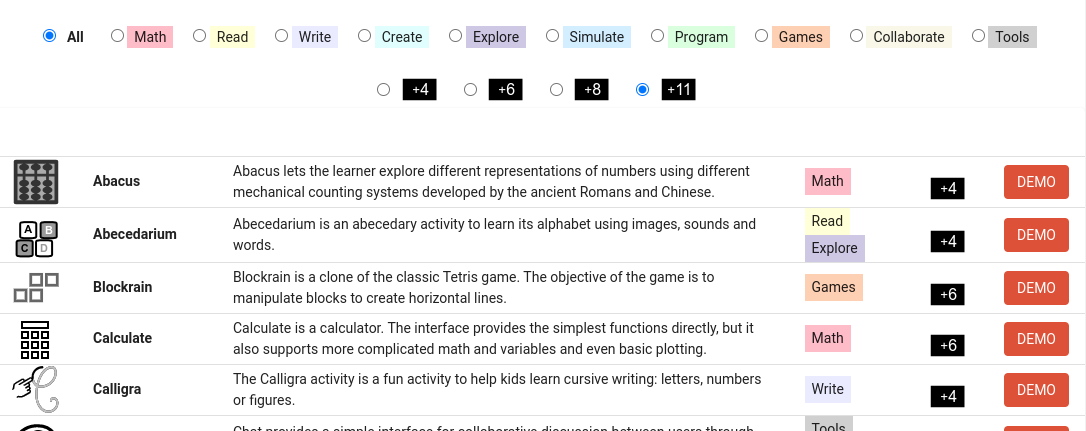 All Math Read Write Create Explore Simulate Program Games Collaborate Tools
+4 +6 +8 +11
Abacus
Abacus lets the learner explore different representations of numbers using different
mechanical counting systems developed by the ancient Romans and Chinese.
Math
+4
DEMO
A B C D
Abecedarium
Abecedarium is an abecedary activity to learn its alphabet using images, sounds and
words.
Read
Explore
+4
DEMO
Blockrain
Blockrain is a clone of the classic Tetris game. The objective of the game is to
manipulate blocks to create horizontal lines.
Games
+6
DEMO
Calculate
Calculate is a calculator. The interface provides the simplest functions directly, but it
also supports more complicated math and variables and even basic plotting.
Math
+6
DEMO
Calligra
The Calligra activity is a fun activity to help kids learn cursive writing: letters, numbers
or figures.
Write
+4
DEMO
Chat provides a simple interface for collaborative discussion between users through
Tools